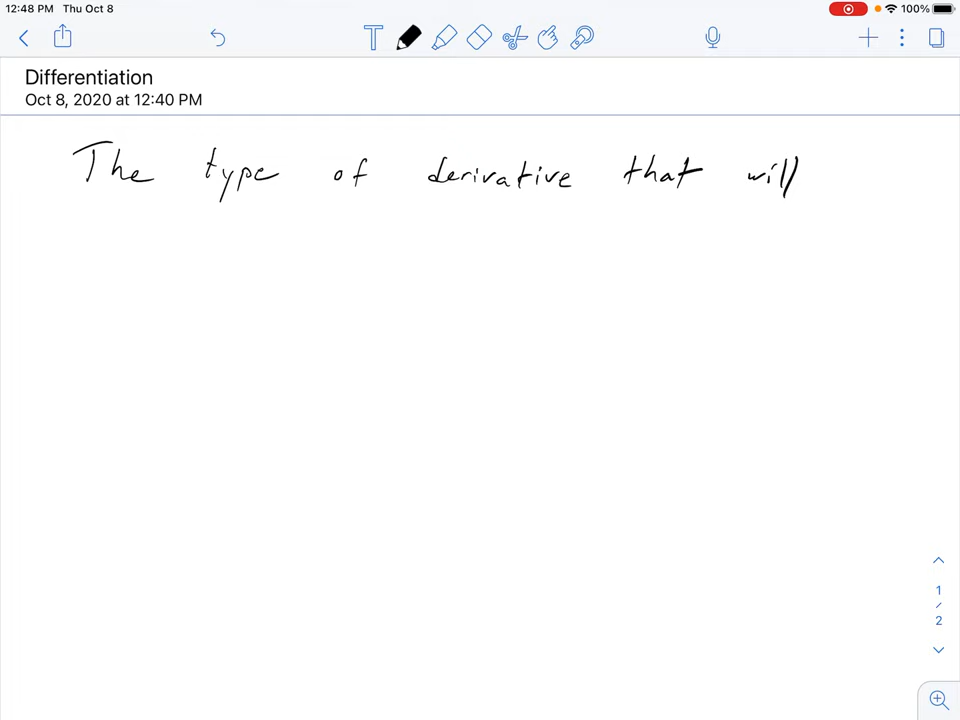 12:48 PM Thu Oct 8 100%
T
Differentiation
Oct 8, 2020 at 12:40 PM
The type of derivative that will
1
/
2